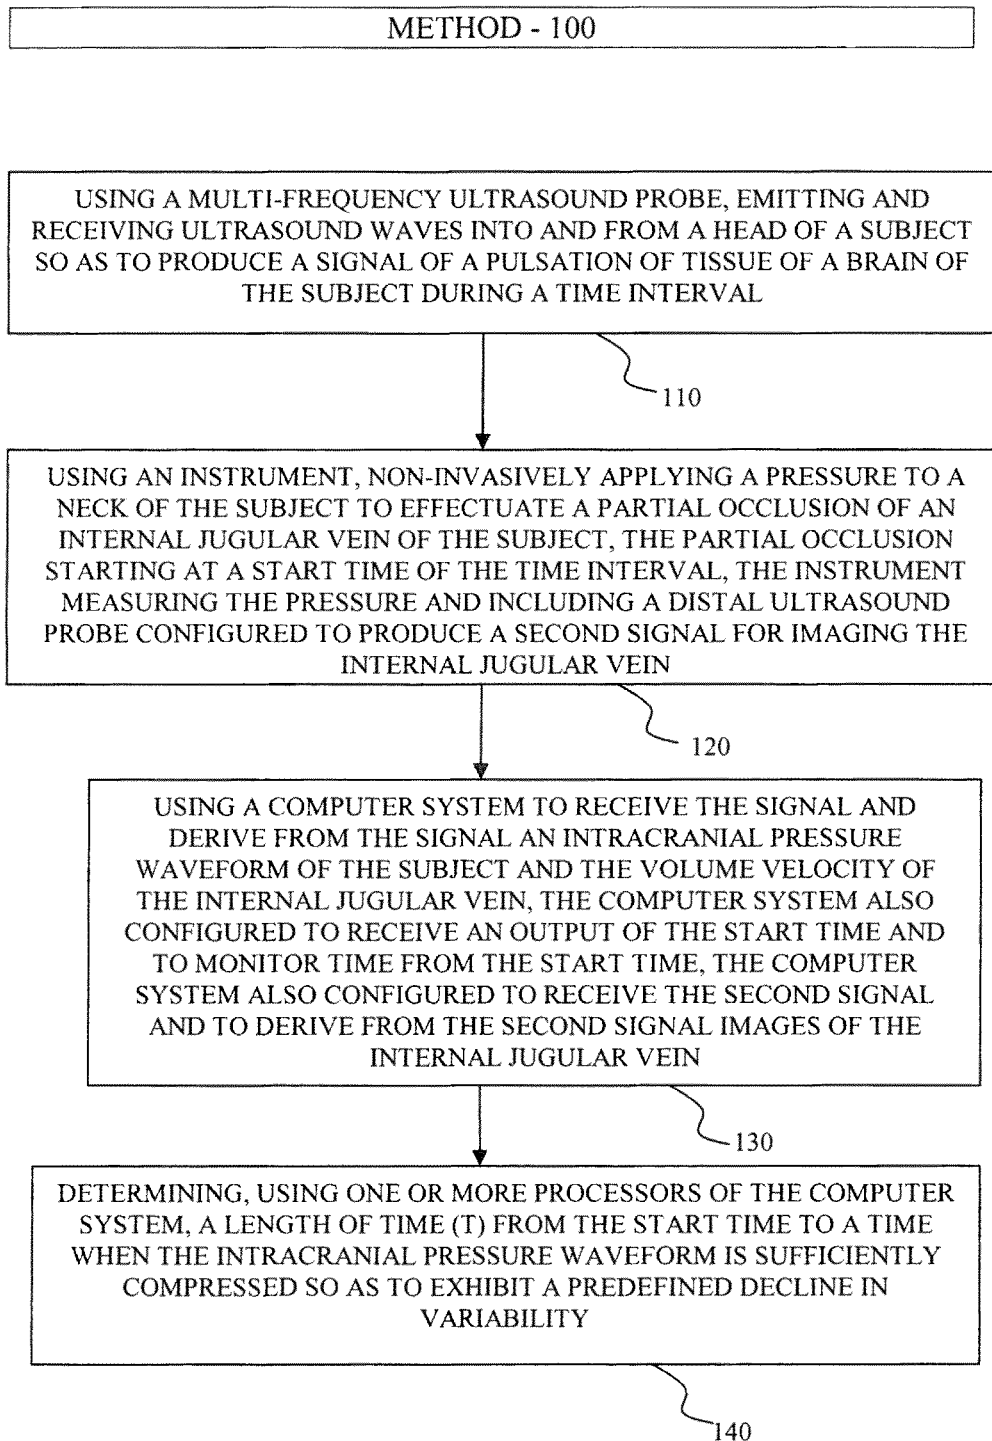 METHOD - 100
USING A MULTI-FREQUENCY ULTRASOUND PROBE, EMITTING AND
RECEIVING ULTRASOUND WAVES INTO AND FROM A HEAD OF A SUBJECT
SO AS TO PRODUCE A SIGNAL OF A PULSATION OF TISSUE OF A BRAIN OF
THE SUBJECT DURING A TIME INTERVAL
110
USING AN INSTRUMENT, NON-INVASIVELY APPLYING A PRESSURE TO A
NECK OF THE SUBJECT TO EFFECTUATE A PARTIAL OCCLUSION OF AN
INTERNAL JUGULAR VEIN OF THE SUBJECT, THE PARTIAL OCCLUSION
STARTING AT A START TIME OF THE TIME INTERVAL, THE INSTRUMENT
MEASURING THE PRESSURE AND INCLUDING A DISTAL ULTRASOUND
PROBE CONFIGURED TO PRODUCE A SECOND SIGNAL FOR IMAGING THE
INTERNAL JUGULAR VEIN
120
USING A COMPUTER SYSTEM TO RECEIVE THE SIGNAL AND
DERIVE FROM THE SIGNAL AN INTRACRANIAL PRESSURE
WAVEFORM OF THE SUBJECT AND THE VOLUME VELOCITY OF
THE INTERNAL JUGULAR VEIN, THE COMPUTER SYSTEM ALSO
CONFIGURED TO RECEIVE AN OUTPUT OF THE START TIME AND
TO MONITOR TIME FROM THE START TIME, THE COMPUTER
SYSTEM ALSO CONFIGURED TO RECEIVE THE SECOND SIGNAL
AND TO DERIVE FROM THE SECOND SIGNAL IMAGES OF THE
INTERNAL JUGULAR VEIN
130
DETERMINING, USING ONE OR MORE PROCESSORS OF THE COMPUTER
SYSTEM, A LENGTH OF TIME (T) FROM THE START TIME TO A TIME
WHEN THE INTRACRANIAL PRESSURE WAVEFORM IS SUFFICIENTLY
COMPRESSED SO AS TO EXHIBIT A PREDEFINED DECLINE IN
VARIABILITY
140